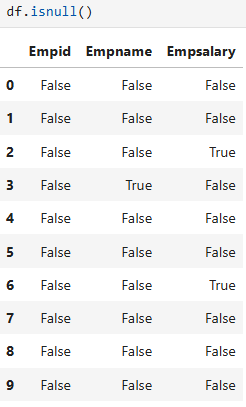 df.isnull()
Empid Empname Empsalary
0 False False False
1 False False False
2 False False True
3 False True False
4 False False False
5 False False False
6 False False True
7 False False False
8 False False False
9 False False False